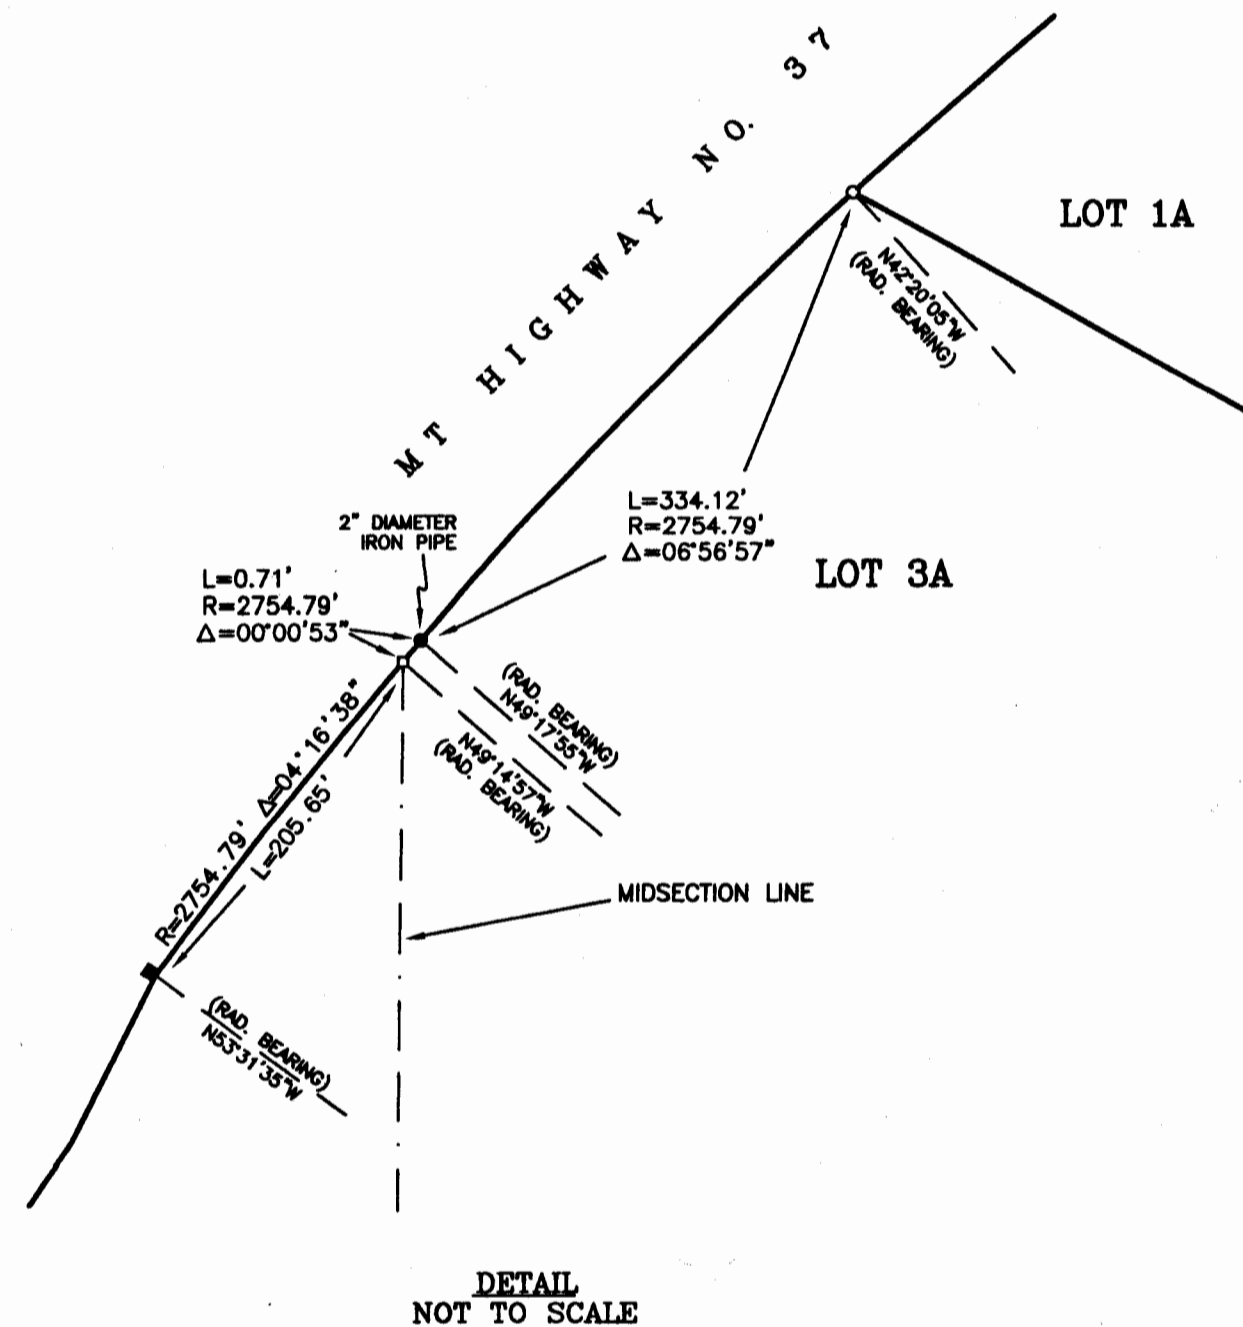 MT HIGHWAY NO. 37
LOT 1A
N42°20'05"W
(RAD. BEARING)
L=334.12'
R=2754.79'
Δ=06°56'57"
2" DIAMETER
IRON PIPE
LOT 3A
L=0.71'
R=2754.79'
Δ=00°00'53"
(RAD. BEARING)
N49°17'55"W
N49°14'57"W
(RAD. BEARING)
R=2754.79' Δ=04°16'38"
L=205.65'
MIDSECTION LINE
(RAD. BEARING)
N53°31'35"W
DETAIL
NOT TO SCALE